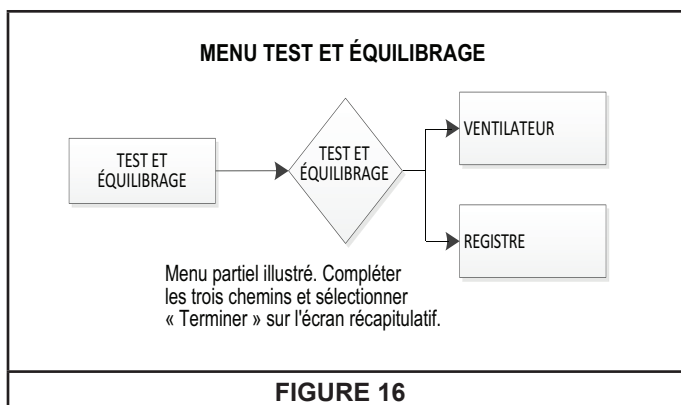 MENU TEST ET ÉQUILIBRAGE
TEST ET
ÉQUILIBRAGE
TEST ET
ÉQUILIBRAGE
VENTILATEUR
REGISTRE
Menu partiel illustré. Compléter
les trois chemins et sélectionner
« Terminer » sur l'écran récapitulatif.
FIGURE 16